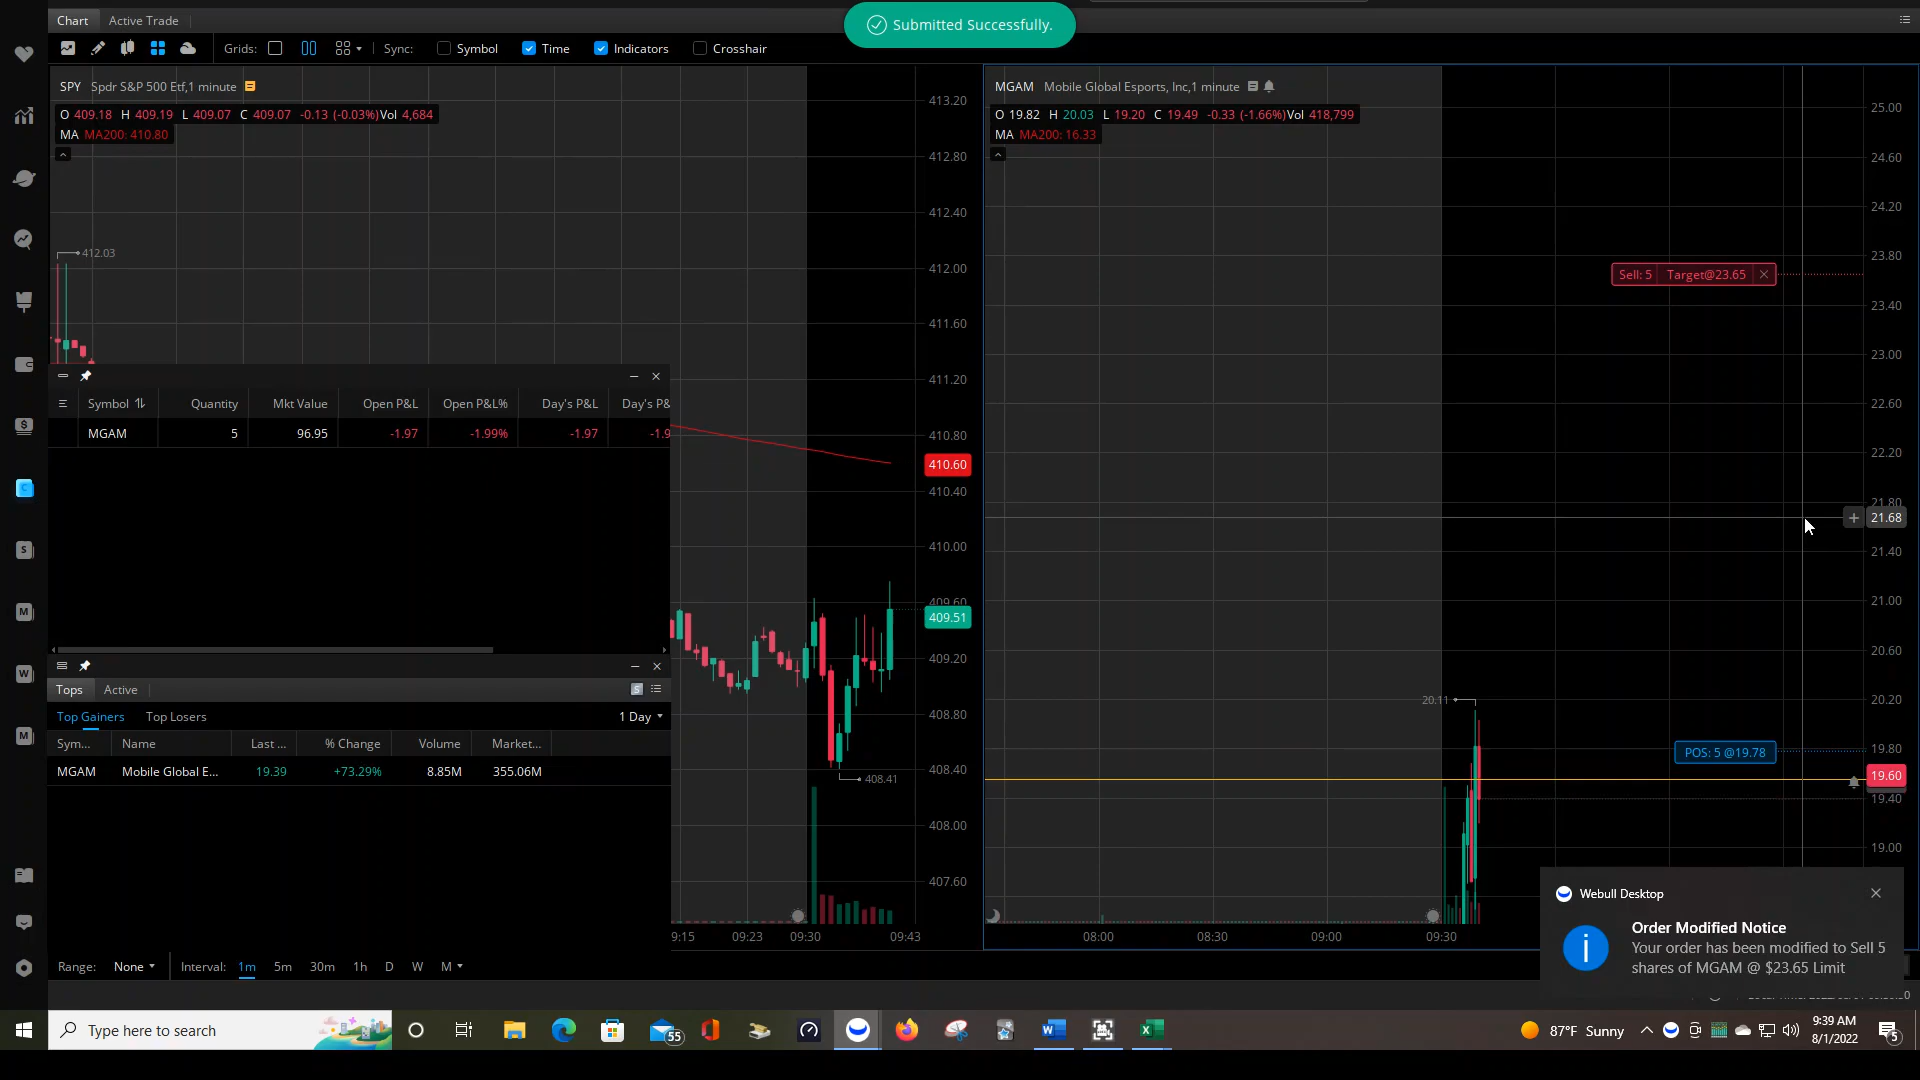 Chart Active Trade
Submitted Successfully.
Grids: Sync: Symbol Time Indicators Crosshair
SPY Spdr S&P 500 Etf,1 minute
O 409.18 H 409.19 L 409.07 C 409.07 -0.13 (-0.03%)Vol 4,684
MA MA200: 410.80
412.03
413.20
412.80
412.40
412.00
411.60
411.20
410.80
410.60
410.40
410.00
409.60
409.51
409.20
408.80
408.40
408.00
407.60
408.41
9:15 09:23 09:30 09:43
Symbol Quantity Mkt Value Open P&L Open P&L% Day's P&L Day's P&
MGAM 5 96.95 -1.97 -1.99% -1.97 -1.9
Tops Active
S
Top Gainers Top Losers 1 Day
Sym... Name Last ... % Change Volume Market...
MGAM Mobile Global E... 19.39 +73.29% 8.85M 355.06M
Range: None Interval: 1m 5m 30m 1h D W M
MGAM Mobile Global Esports, Inc,1 minute
O 19.82 H 20.03 L 19.20 C 19.49 -0.33 (-1.66%)Vol 418,799
MA MA200: 16.33
25.00
24.60
24.20
23.80
Sell: 5 Target@23.65
23.40
23.00
22.60
22.20
21.80
21.68
21.40
21.00
20.60
20.20
20.11
POS: 5 @19.78
19.80
19.60
19.40
19.00
08:00 08:30 09:00 09:30
Webull Desktop
Order Modified Notice
Your order has been modified to Sell 5
shares of MGAM @ $23.65 Limit
C
S
M
W
M
Type here to search
55
87°F Sunny
9:39 AM
8/1/2022
5